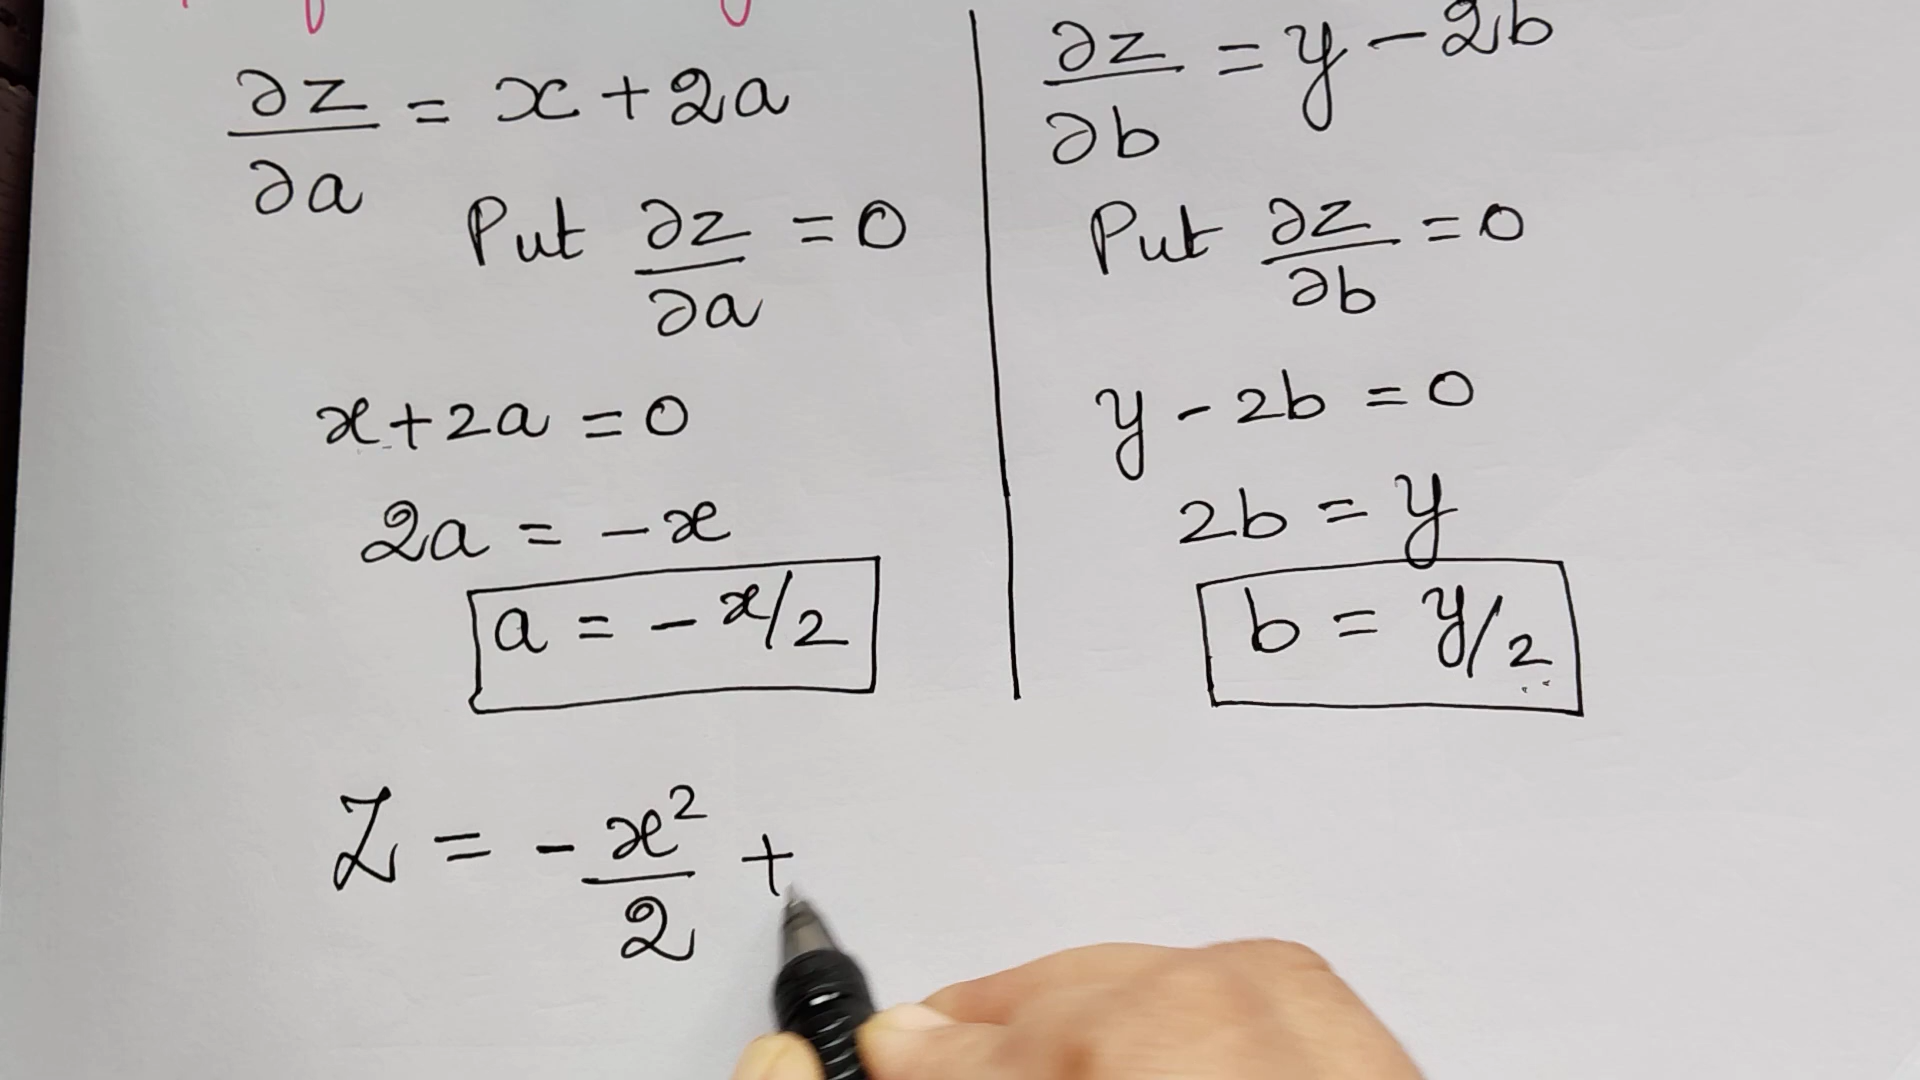 ∂z/∂a = x + 2a
Put ∂z/∂a = 0
x + 2a = 0
2a = -x
a = -x/2
∂z/∂b = y - 2b
Put ∂z/∂b = 0
y - 2b = 0
2b = y
b = y/2
Z = -x²/2 +